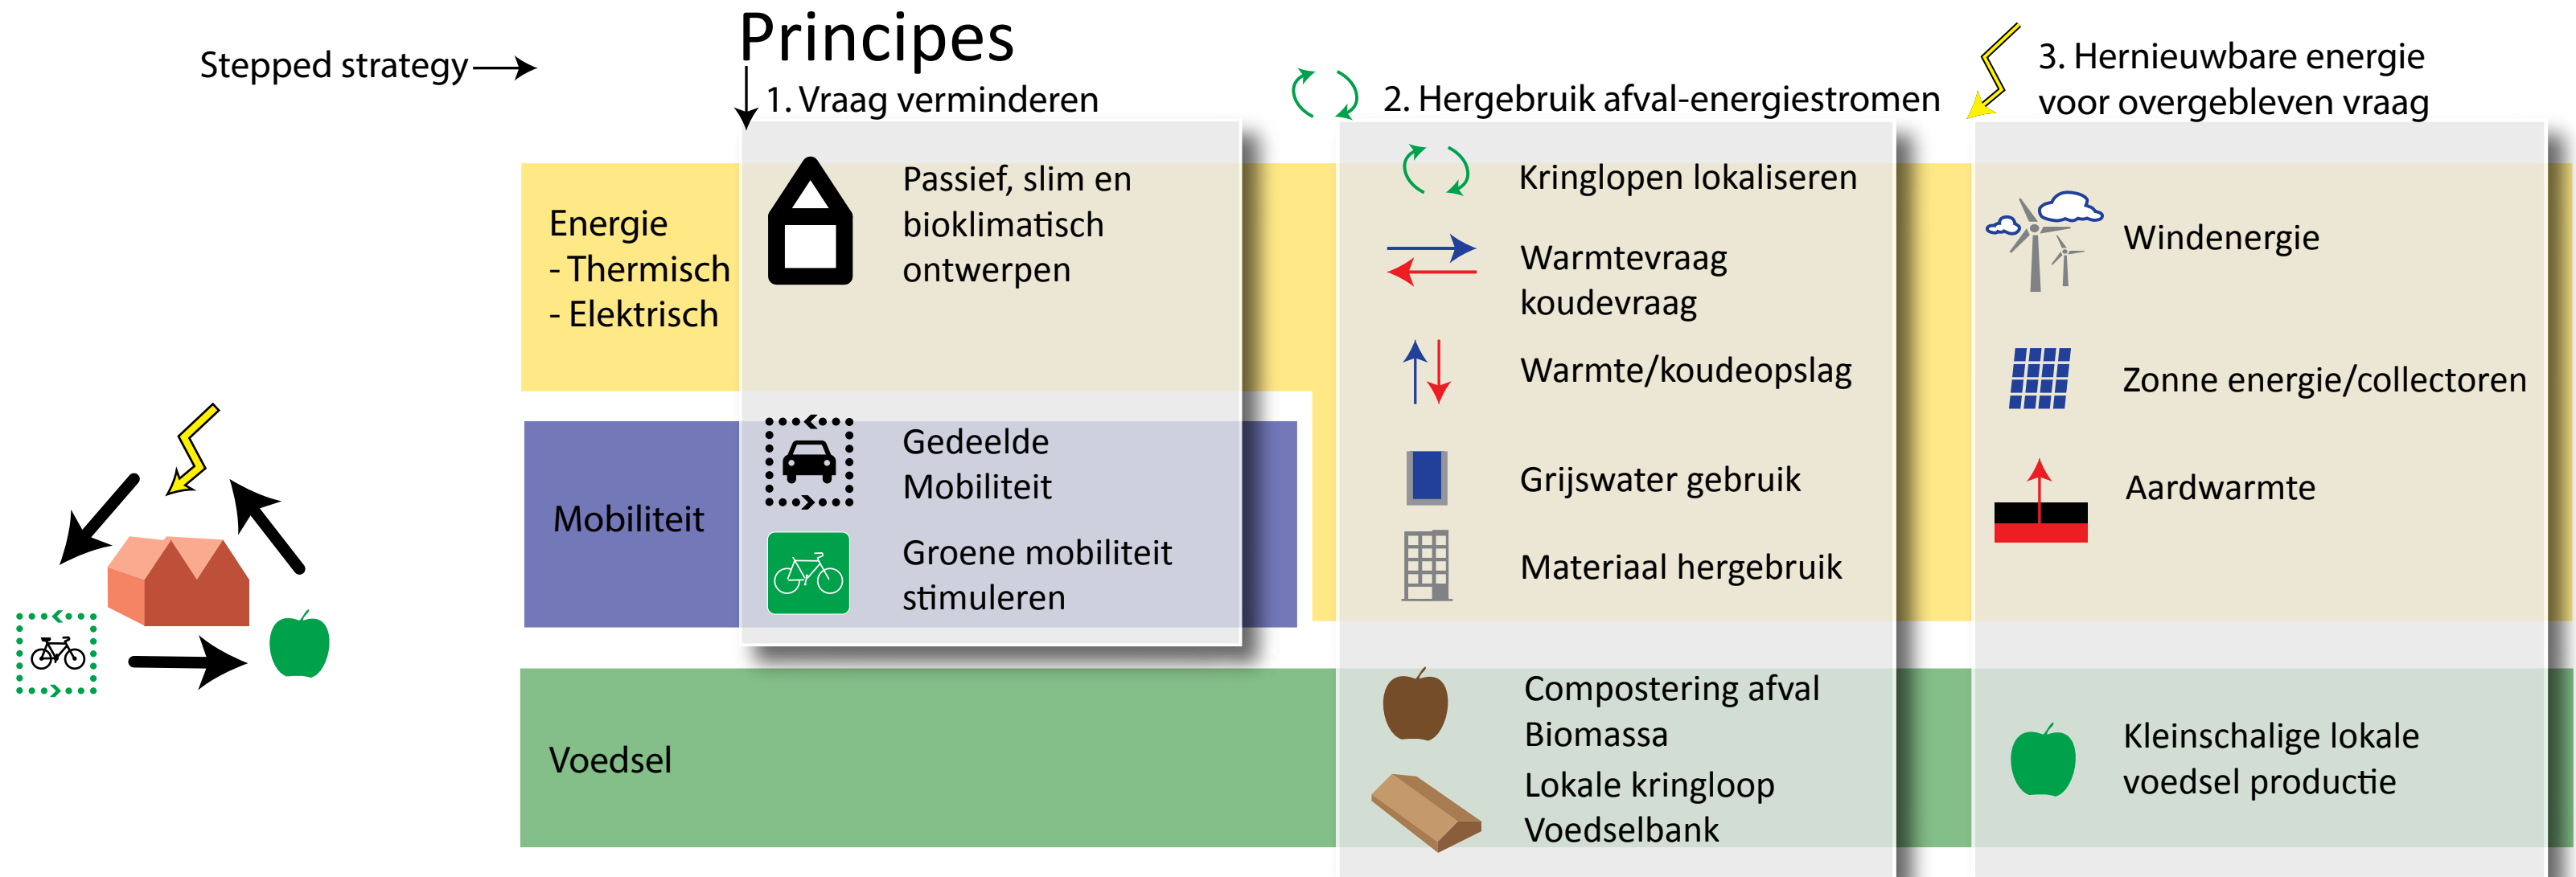 Principes
Stepped strategy
1. Vraag verminderen
2. Hergebruik afval-energiestromen
3. Hernieuwbare energie
voor overgebleven vraag
Energie
- Thermisch
- Elektrisch
Passief, slim en
bioklimatisch
ontwerpen
Kringlopen lokaliseren
Warmtevraag
koudevraag
Warmte/koudeopslag
Grijswater gebruik
Materiaal hergebruik
Windenergie
Zonne energie/collectoren
Aardwarmte
Mobiliteit
Gedeelde
Mobiliteit
Groene mobiliteit
stimuleren
Voedsel
Compostering afval
Biomassa
Lokale kringloop
Voedselbank
Kleinschalige lokale
voedsel productie